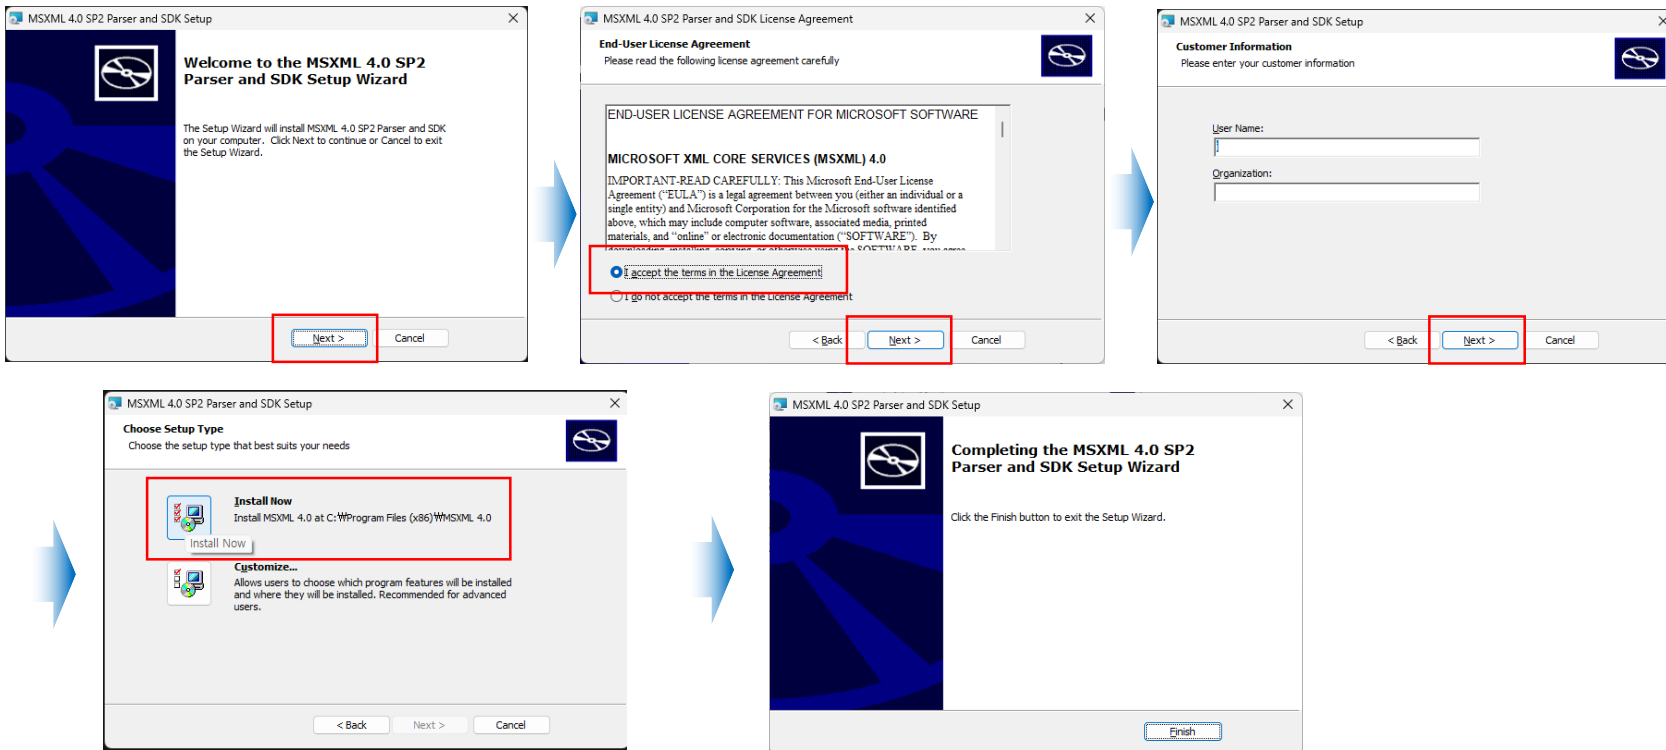 MSXML 4.0 SP2 Parser and SDK Setup
Welcome to the MSXML 4.0 SP2
Parser and SDK Setup Wizard
The Setup Wizard will install MSXML 4.0 SP2 Parser and SDK
on your computer. Click Next to continue or Cancel to exit
the Setup Wizard.
Next >
Cancel
MSXML 4.0 SP2 Parser and SDK License Agreement
End-User License Agreement
Please read the following license agreement carefully
END-USER LICENSE AGREEMENT FOR MICROSOFT SOFTWARE
MICROSOFT XML CORE SERVICES (MSXML) 4.0
IMPORTANT-READ CAREFULLY: This Microsoft End-User License
Agreement (“EULA”) is a legal agreement between you (either an individual or a
single entity) and Microsoft Corporation for the Microsoft software identified
above, which may include computer software, associated media, printed
materials, and “online” or electronic documentation (“SOFTWARE”). By
downloading, installing, copying, or otherwise using the SOFTWARE, you agree
I accept the terms in the License Agreement
I do not accept the terms in the License Agreement
< Back
Next >
Cancel
MSXML 4.0 SP2 Parser and SDK Setup
Customer Information
Please enter your customer information
User Name:
Organization:
< Back
Next >
Cancel
MSXML 4.0 SP2 Parser and SDK Setup
Choose Setup Type
Choose the setup type that best suits your needs
Install Now
Install MSXML 4.0 at C:₩Program Files (x86)₩MSXML 4.0
Install Now
Customize...
Allows users to choose which program features will be installed
and where they will be installed. Recommended for advanced
users.
< Back
Next >
Cancel
MSXML 4.0 SP2 Parser and SDK Setup
Completing the MSXML 4.0 SP2
Parser and SDK Setup Wizard
Click the Finish button to exit the Setup Wizard.
Finish